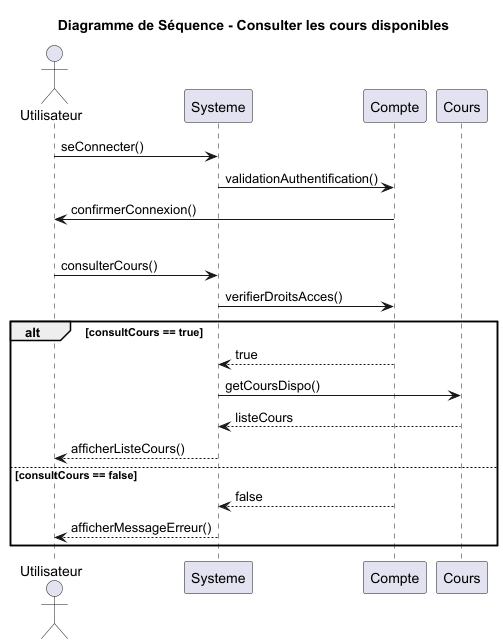 Diagramme de Séquence - Consulter les cours disponibles
Utilisateur
Systeme
Compte
Cours
seConnecter()
validationAuthentification()
confirmerConnexion()
consulterCours()
verifierDroitsAcces()
alt
[consultCours == true]
true
getCoursDispo()
listeCours
afficherListeCours()
[consultCours == false]
false
afficherMessageErreur()
Utilisateur
Systeme
Compte
Cours